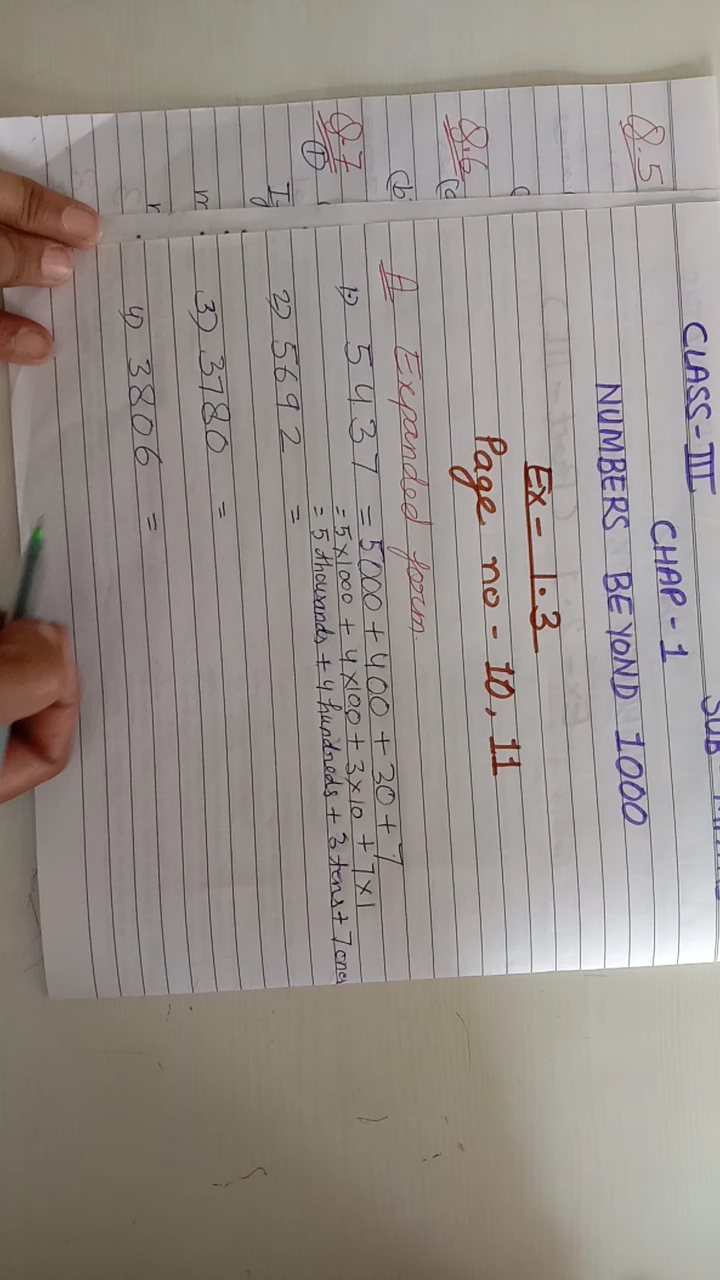 CLASS-III
CHAP-1
NUMBERS BEYOND 1000
Ex-1.3
Page no-10,11
A Expanded form.
1) 5437 = 5000+400+30+7
= 5×1000 + 4×100 + 3×10 + 7×1
= 5 thousands + 4 hundreds + 3 tens + 7 ones
2) 5692 =
3) 3780 =
4) 3806 =
Q.5
Q.6
(b
Q.7